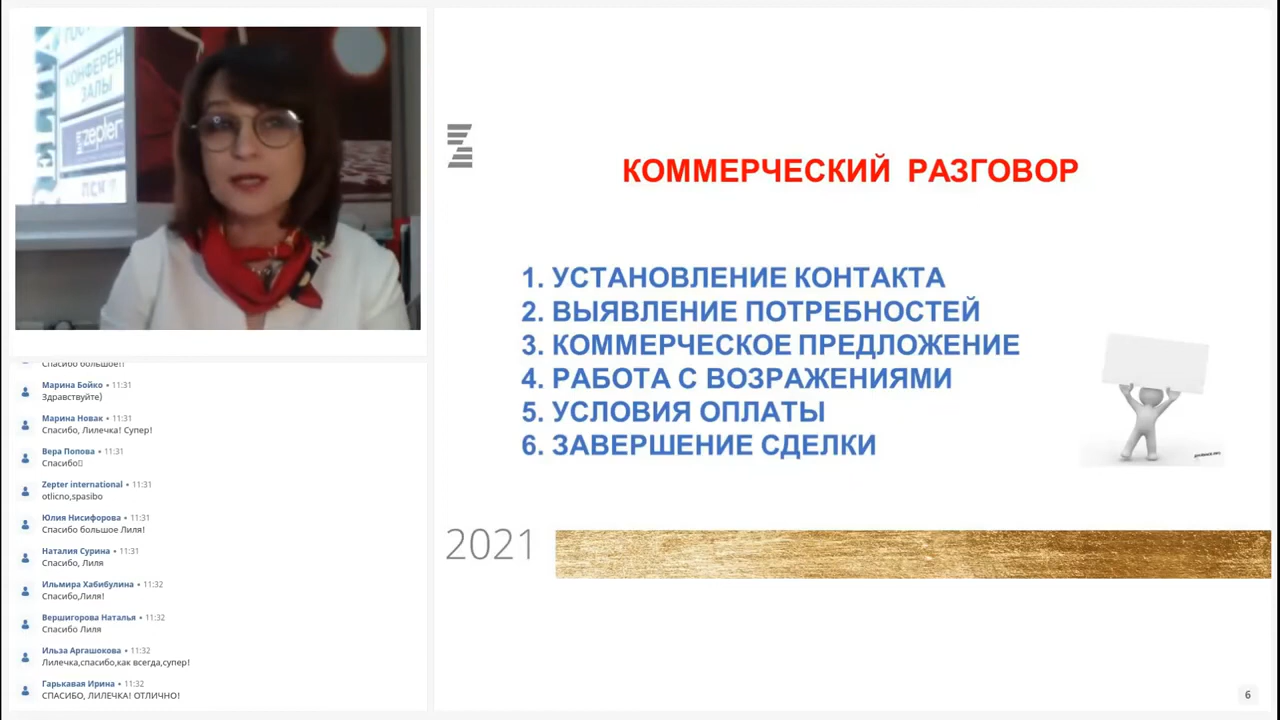 КОНФЕРЕН
ЗАЛЫ
zepter
Спасибо большое!!
Марина Бойко • 11:31
Здравствуйте)
Марина Новак • 11:31
Спасибо, Лилечка! Супер!
Вера Попова • 11:31
Спасибо
Zepter international • 11:31
otlicno,spasibo
Юлия Нисифорова • 11:31
Спасибо большое Лиля!
Наталия Сурина • 11:31
Спасибо, Лиля
Ильмира Хабибулина • 11:32
Спасибо,Лиля!
Вершигорова Наталья • 11:32
Спасибо Лиля
Ильза Аргашокова • 11:32
Лилечка,спасибо,как всегда,супер!
Гарькавая Ирина • 11:32
СПАСИБО, ЛИЛЕЧКА! ОТЛИЧНО!
КОММЕРЧЕСКИЙ РАЗГОВОР
1. УСТАНОВЛЕНИЕ КОНТАКТА
2. ВЫЯВЛЕНИЕ ПОТРЕБНОСТЕЙ
3. КОММЕРЧЕСКОЕ ПРЕДЛОЖЕНИЕ
4. РАБОТА С ВОЗРАЖЕНИЯМИ
5. УСЛОВИЯ ОПЛАТЫ
6. ЗАВЕРШЕНИЕ СДЕЛКИ
2021
6